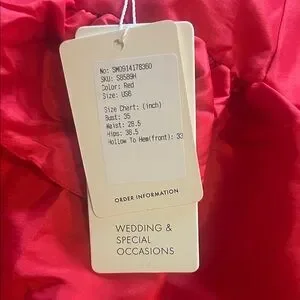 No: SM0914178360
SKU: S8589H
Color: Red
Size: US6
Size Chart: (inch)
Bust: 35
Waist: 28.5
Hips: 38.5
Hollow To Hem(front): 33
ORDER INFORMATION
WEDDING &
SPECIAL
OCCASIONS